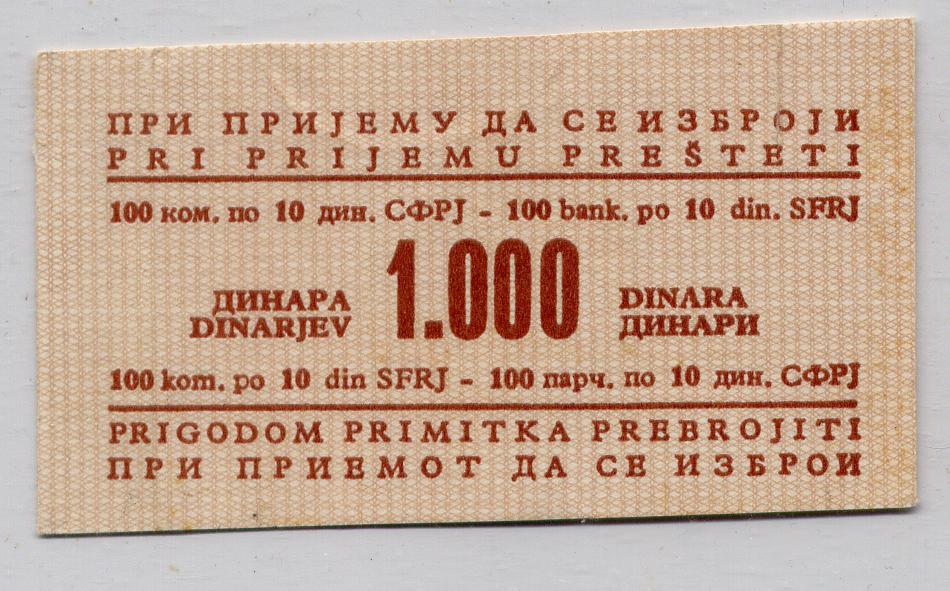 ПРИ ПРИЈЕМУ ДА СЕ ИЗБРОЈИ
PRI PRIJEMU PREŠTETI
100 ком. по 10 дин. СФРЈ - 100 bank. po 10 din. SFRJ
ДИНАРА
DINARJEV
1.000
DINARA
ДИНАРИ
100 kom. po 10 din SFRJ - 100 парч. по 10 дин. СФРЈ
PRIGODOM PRIMITKA PREBROJITI
ПРИ ПРИЕМОТ ДА СЕ ИЗБРОИ